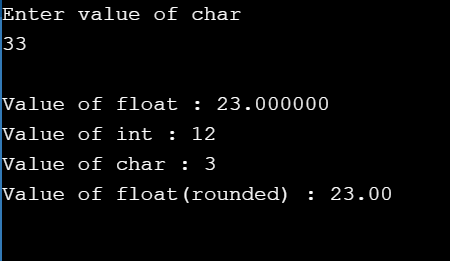 Enter value of char
33
Value of float : 23.000000
Value of int : 12
Value of char : 3
Value of float(rounded) : 23.00